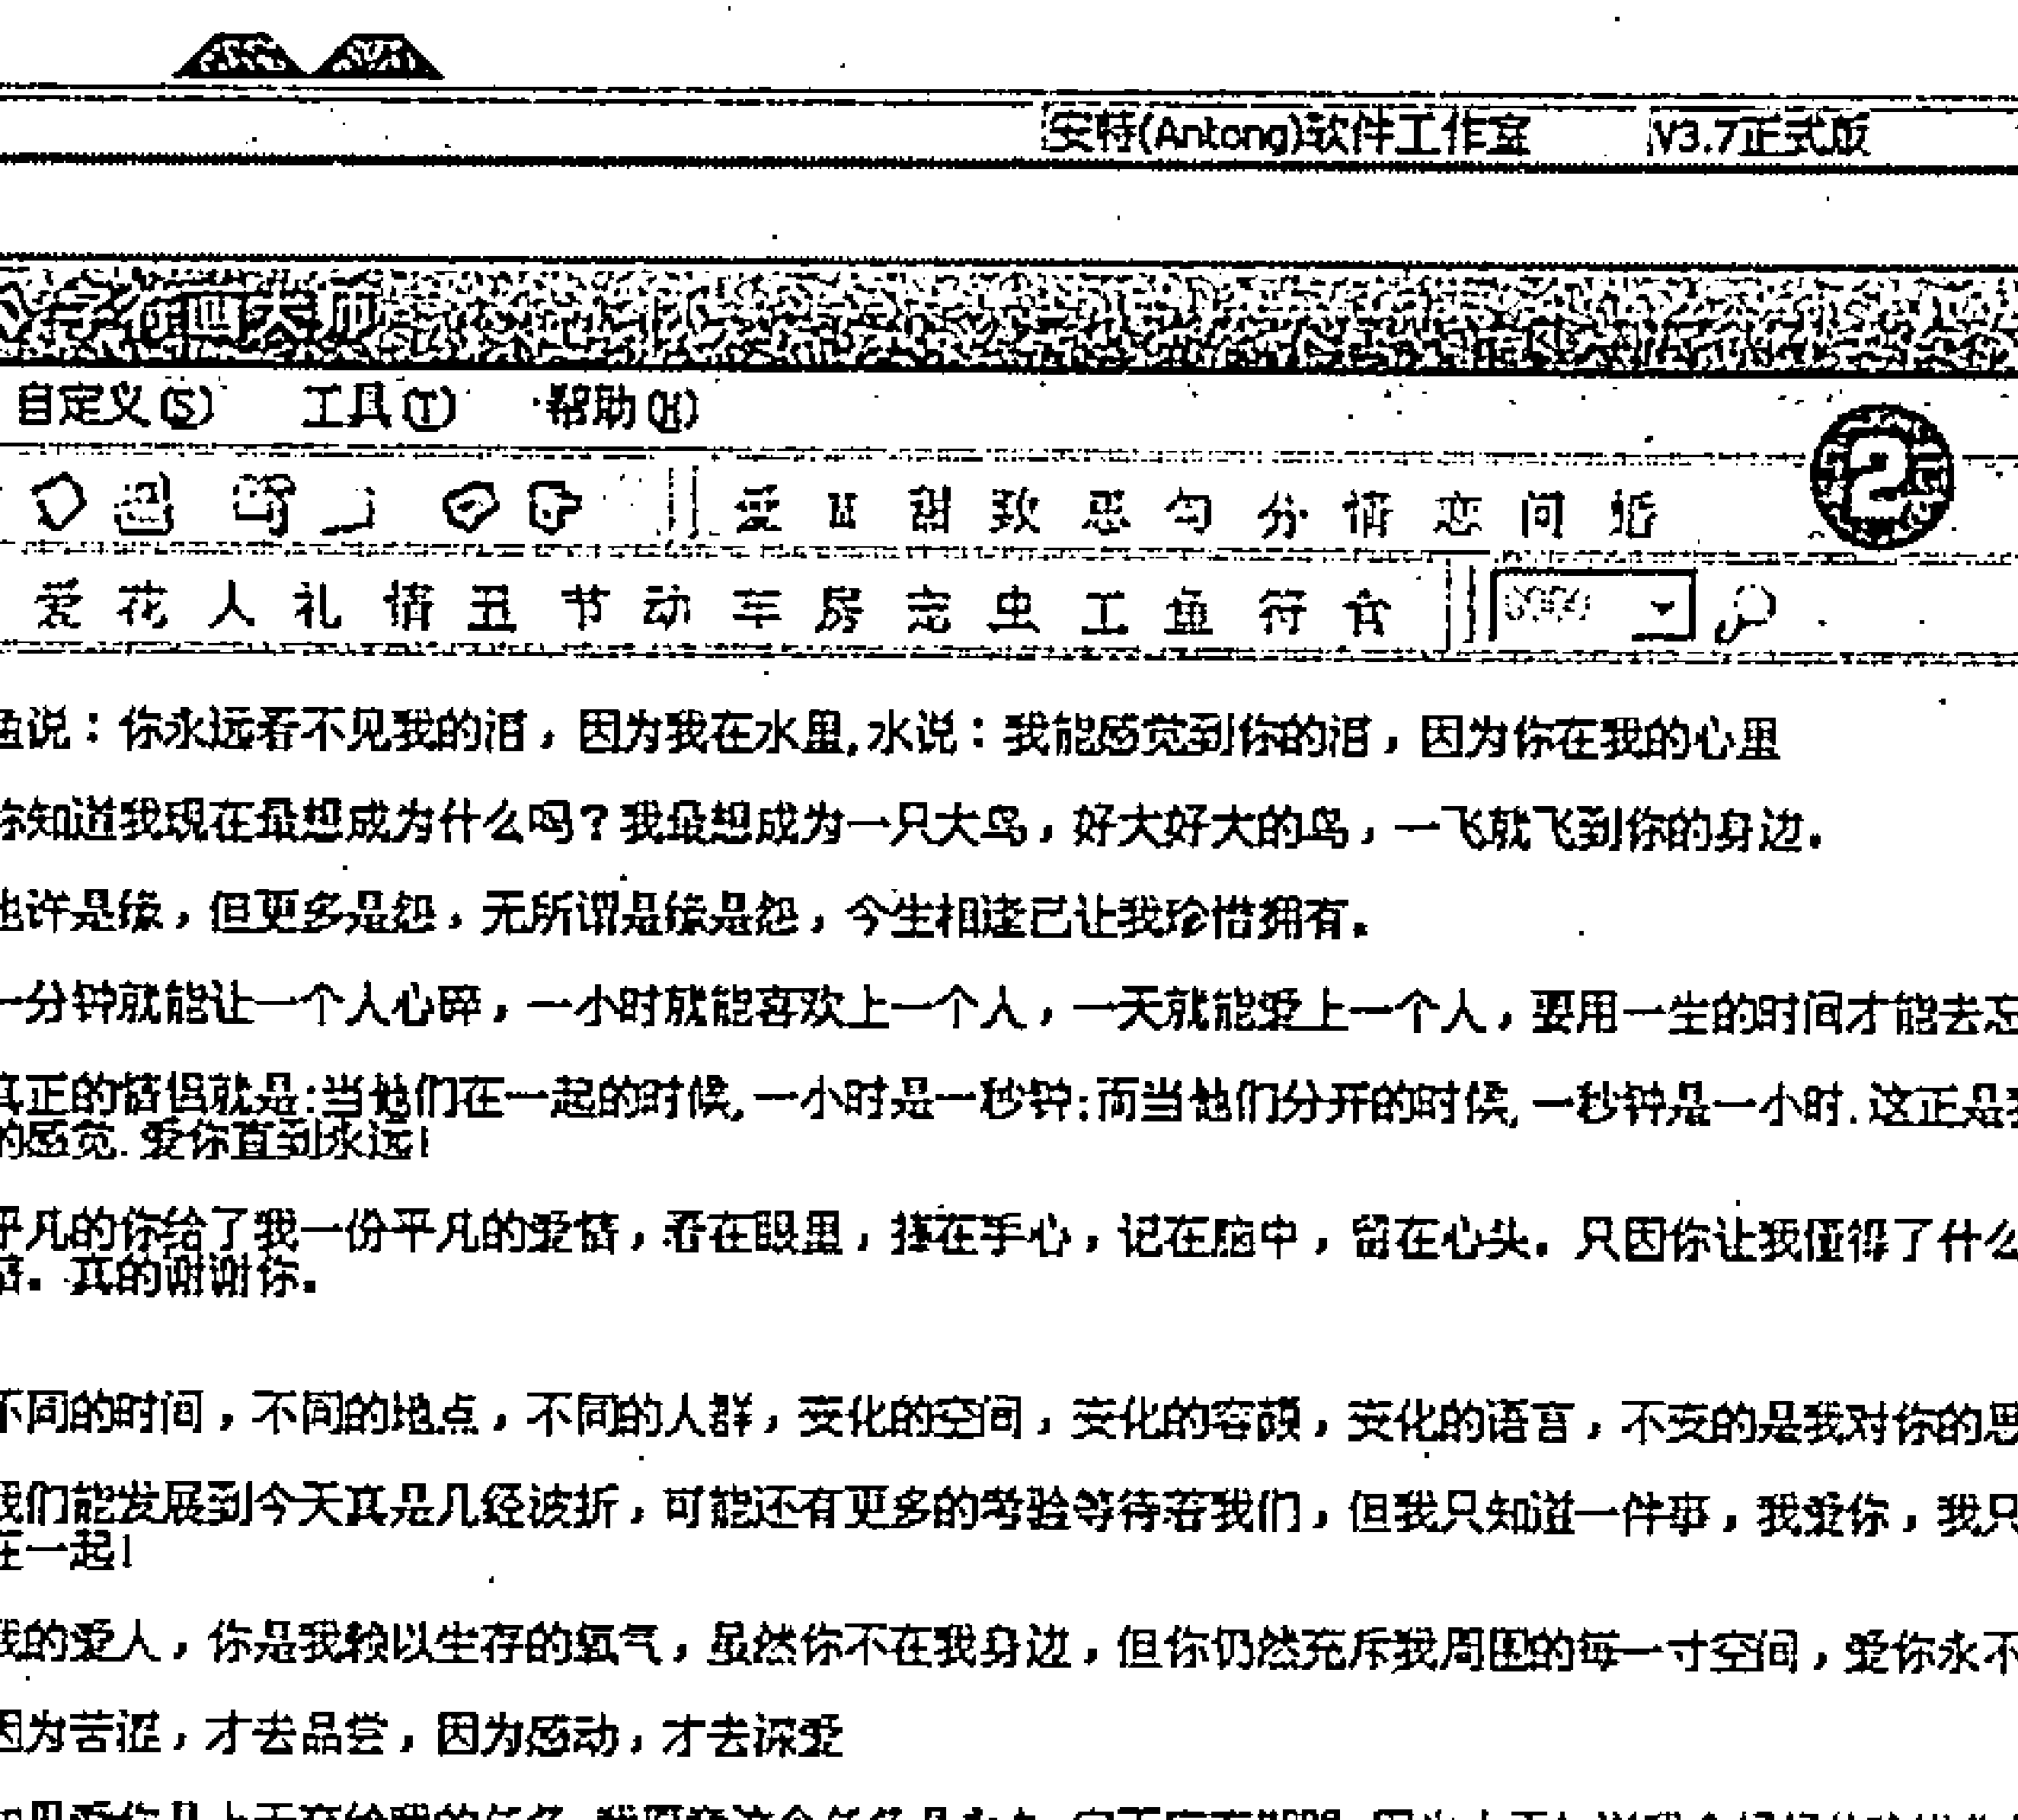 安特(Antong)软件工作室 V3.7正式版
大师
自定义(S) 工具(T) 帮助(H)
分 情 恋 问
爱 花 人 礼 情 丑 节 动 车 房 志 虫 工 鱼 符 食
鱼说：你永远看不见我的泪，因为我在水里,水说：我能感觉到你的泪，因为你在我的心里
你知道我现在最想成为什么吗？我最想成为一只大鸟，好大好大的鸟，一飞就飞到你的身边.
也许是缘，但更多是怨，无所谓是缘是怨，今生相逢已让我珍惜拥有.
一分钟就能让一个人心碎，一小时就能喜欢上一个人，一天就能爱上一个人，要用一生的时间才能去忘
真正的情侣就是:当他们在一起的时候,一小时是一秒钟;而当他们分开的时候,一秒钟是一小时.这正是我
的感觉.爱你直到永远!
平凡的你给了我一份平凡的爱情，看在眼里，捧在手心，记在脑中，留在心头. 只因你让我懂得了什么
情. 真的谢谢你.
不同的时间，不同的地点，不同的人群，变化的空间，变化的容颜，变化的语言，不变的是我对你的思
我们能发展到今天真是几经波折，可能还有更多的考验等待着我们，但我只知道一件事，我爱你，我只
在一起!
我的爱人，你是我赖以生存的氧气，虽然你不在我身边，但你仍然充斥我周围的每一寸空间，爱你永不
因为苦涩，才去品尝，因为感动，才去深爱